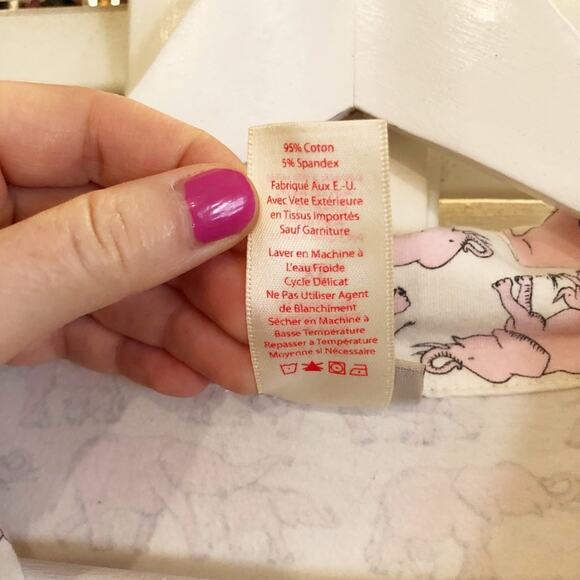 95% Coton
5% Spandex
Fabriqué Aux E.-U.
Avec Vete Extérieure
en Tissus Importés
Sauf Garniture
Laver en Machine à
L'eau Froide
Cycle Délicat
Ne Pas Utiliser Agent
de Blanchiment
Sécher en Machine à
Basse Température
Repasser a Température
Moyenne si Nécessaire